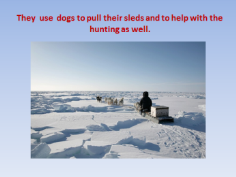 They use dogs to pull their sleds and to help with the
hunting as well.